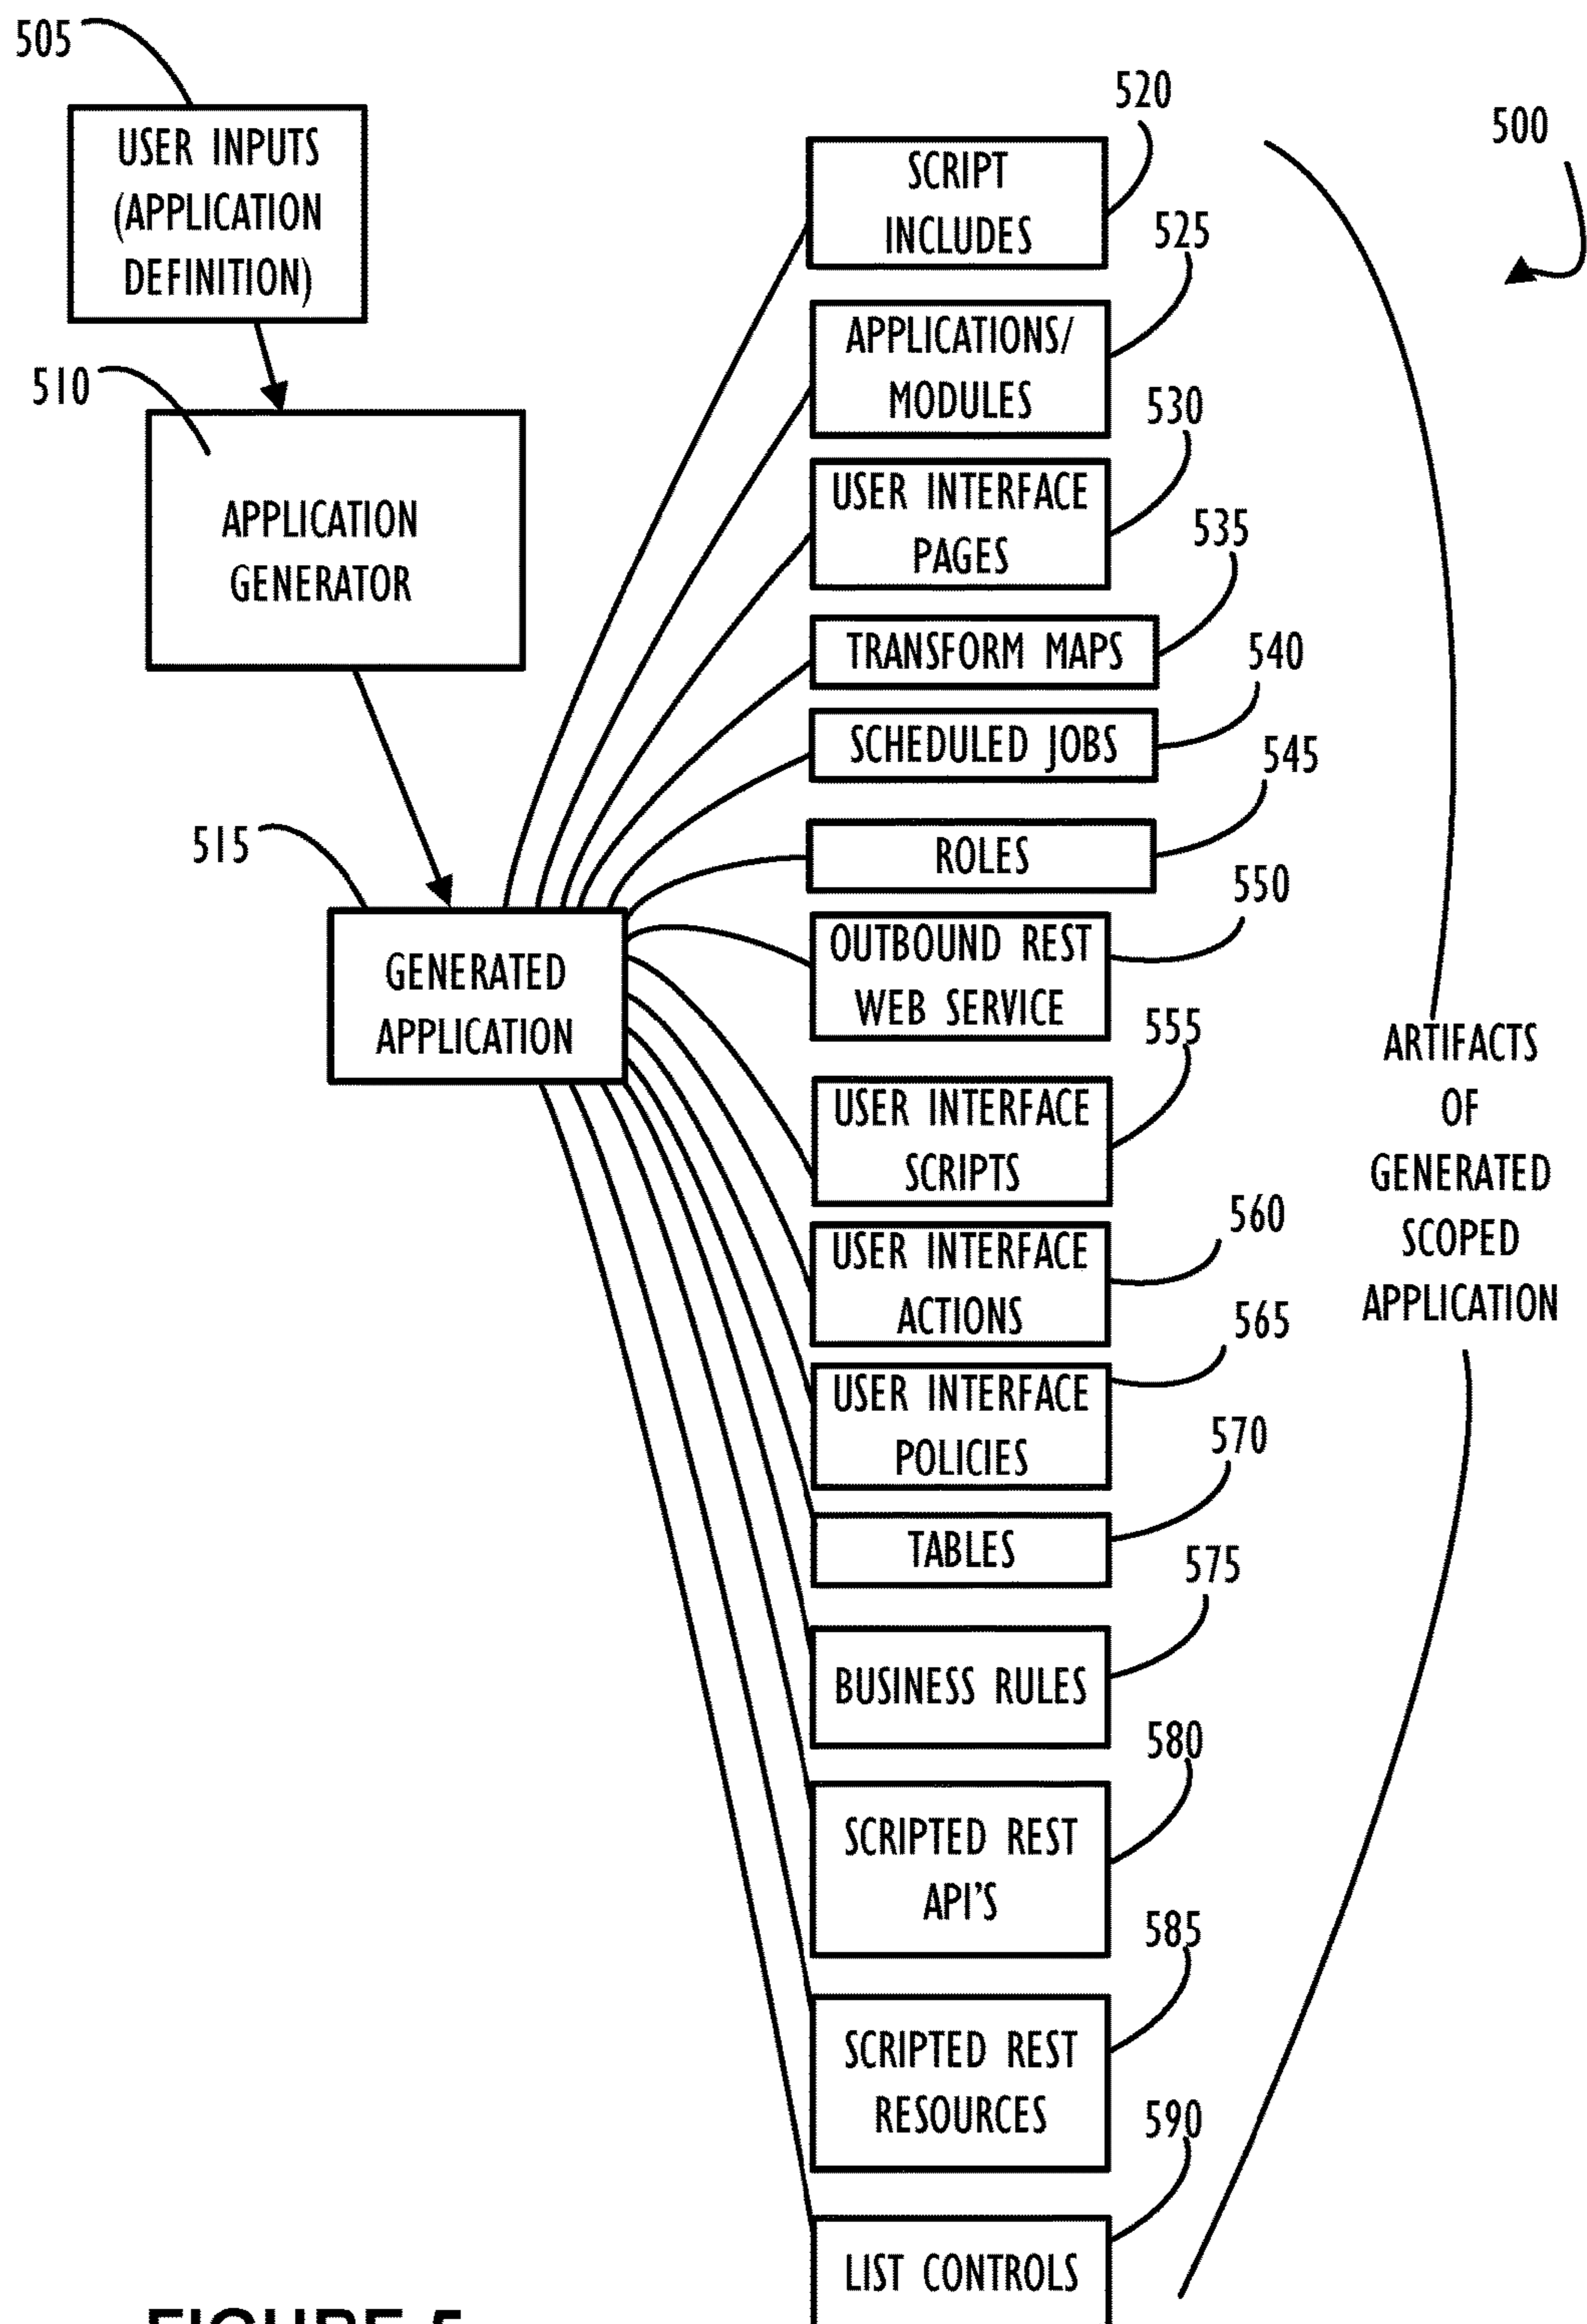 505
USER INPUTS
(APPLICATION
DEFINITION)
510
APPLICATION
GENERATOR
515
GENERATED
APPLICATION
520
SCRIPT
INCLUDES
525
APPLICATIONS/
MODULES
530
USER INTERFACE
PAGES
535
TRANSFORM MAPS
540
SCHEDULED JOBS
545
ROLES
550
OUTBOUND REST
WEB SERVICE
555
USER INTERFACE
SCRIPTS
560
USER INTERFACE
ACTIONS
565
USER INTERFACE
POLICIES
570
TABLES
575
BUSINESS RULES
580
SCRIPTED REST
API'S
585
SCRIPTED REST
RESOURCES
590
LIST CONTROLS
500
ARTIFACTS
OF
GENERATED
SCOPED
APPLICATION
FIGURE 5